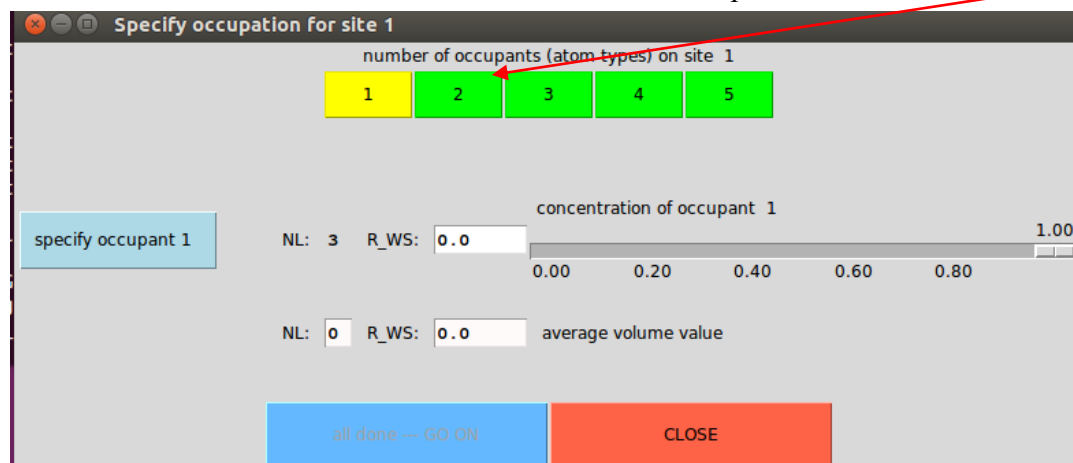 Specify occupation for site 1
number of occupants (atom types) on site 1
1 2 3 4 5
concentration of occupant 1
specify occupant 1 NL: 3 R_WS: 0.0 1.00
0.00 0.20 0.40 0.60 0.80
NL: 0 R_WS: 0.0 average volume value
all done --- GO ON CLOSE